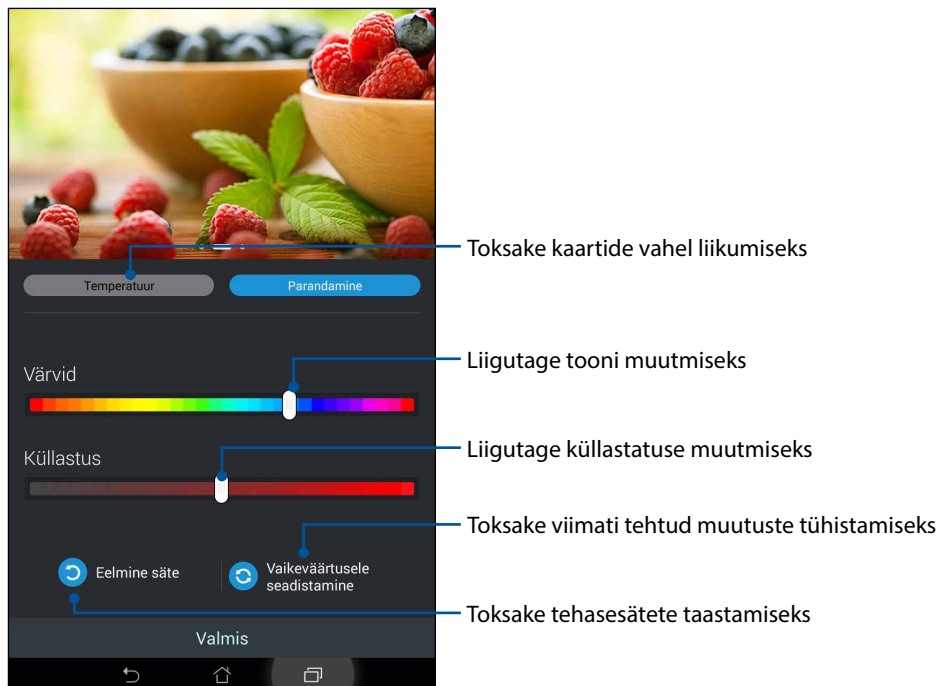 Toksake kaartide vahel liikumiseks
Temperatuur
Parandamine
Liigutage tooni muutmiseks
Värvid
Liigutage küllastatuse muutmiseks
Küllastus
Toksake viimati tehtud muutuste tühistamiseks
Eelmine säte
Vaikeväärtusele
seadistamine
Toksake tehasesätete taastamiseks
Valmis